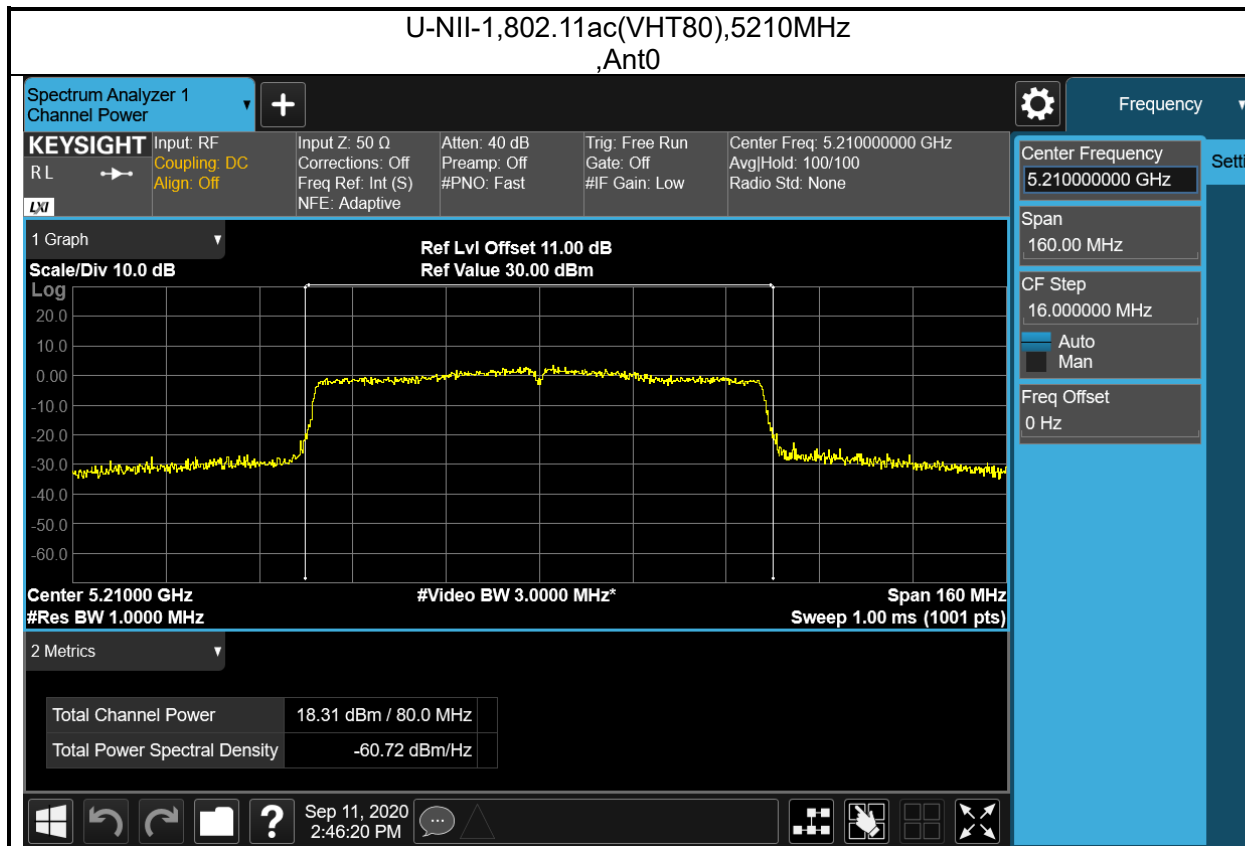 U-NII-1,802.11ac(VHT80),5210MHz
,Ant0
Spectrum Analyzer 1
Channel Power
Frequency
KEYSIGHT
RL
LXI
Input: RF
Coupling: DC
Align: Off
Input Z: 50 Ω
Corrections: Off
Freq Ref: Int (S)
NFE: Adaptive
Atten: 40 dB
Preamp: Off
#PNO: Fast
Trig: Free Run
Gate: Off
#IF Gain: Low
Center Freq: 5.210000000 GHz
Avg|Hold: 100/100
Radio Std: None
Center Frequency
5.210000000 GHz
Span
160.00 MHz
CF Step
16.000000 MHz
Auto
Man
Freq Offset
0 Hz
Setti
1 Graph
Scale/Div 10.0 dB
Ref Lvl Offset 11.00 dB
Ref Value 30.00 dBm
Log
20.0
10.0
0.00
-10.0
-20.0
-30.0
-40.0
-50.0
-60.0
Center 5.21000 GHz
#Video BW 3.0000 MHz*
Span 160 MHz
#Res BW 1.0000 MHz
Sweep 1.00 ms (1001 pts)
2 Metrics
Total Channel Power 18.31 dBm / 80.0 MHz
Total Power Spectral Density -60.72 dBm/Hz
?
Sep 11, 2020
2:46:20 PM